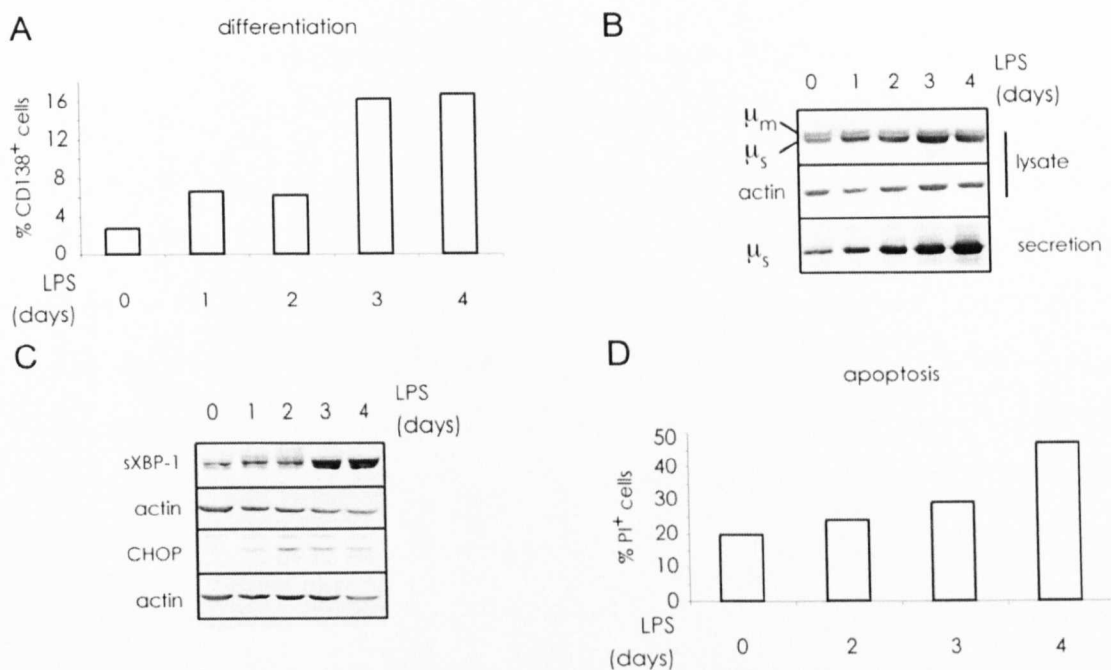 A
differentiation
% CD138+ cells
16
12
8
4
0
LPS
(days)
0 1 2 3 4
B
LPS
(days)
0 1 2 3 4
μm
μs
actin
lysate
μs
secretion
C
LPS
(days)
0 1 2 3 4
sXBP-1
actin
CHOP
actin
D
apoptosis
% PI+ cells
50
40
30
20
10
0
LPS
(days)
0 2 3 4